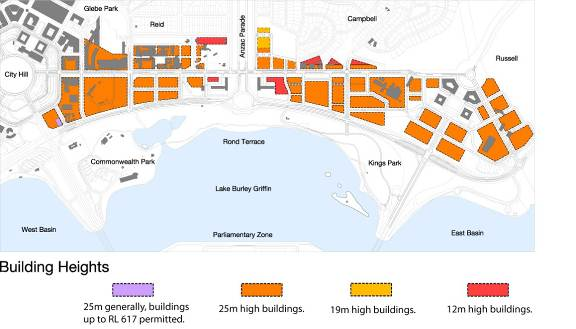 Glebe Park
Reid
Anzac Parade
Campbell
Russell
City Hill
Rond Terrace
Commonwealth Park
Kings Park
Lake Burley Griffin
West Basin
Parliamentary Zone
East Basin
Building Heights
25m generally, buildings
up to RL 617 permitted.
25m high buildings.
19m high buildings.
12m high buildings.